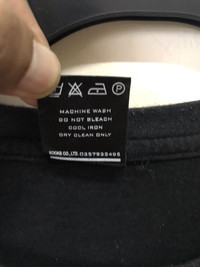 P
MACHINE WASH
DO NOT BLEACH
COOL IRON
DRY CLEAN ONLY
CO.,LTD